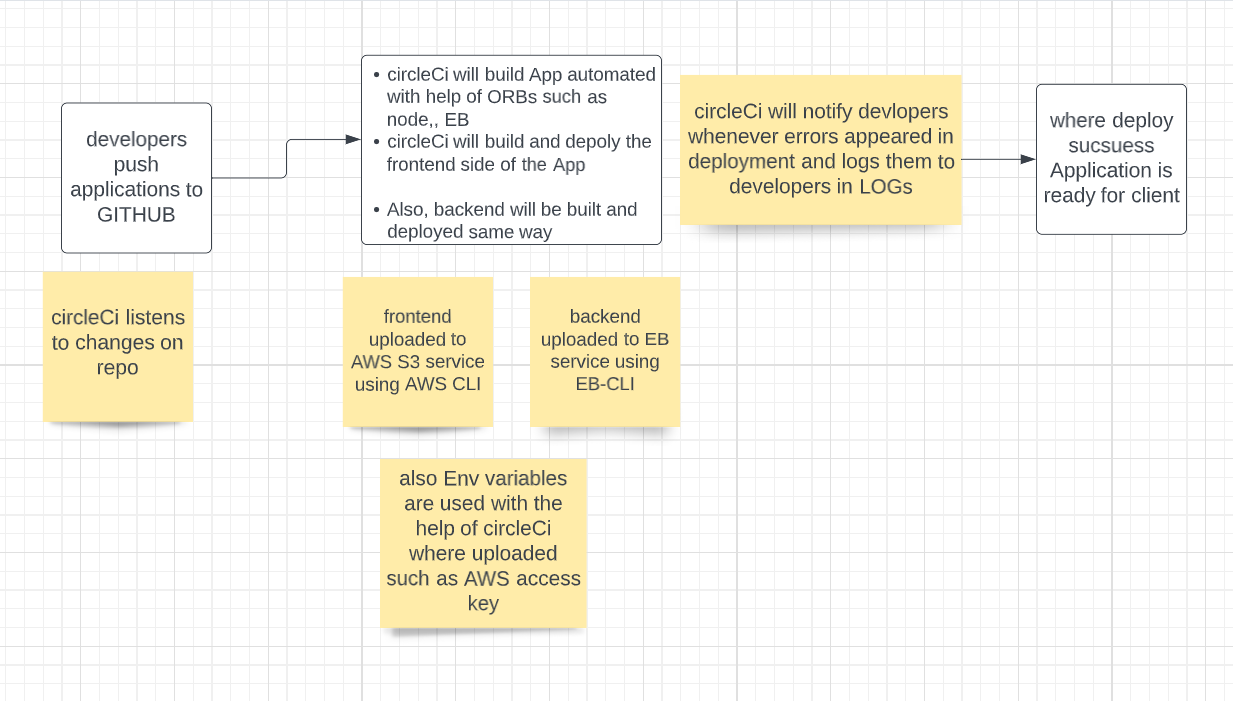 developers
push
applications to
GITHUB
• circleCi will build App automated
with help of ORBs such as
node,, EB
• circleCi will build and depoly the
frontend side of the App
• Also, backend will be built and
deployed same way
circleCi will notify devlopers
whenever errors appeared in
deployment and logs them to
developers in LOGs
where deploy
sucsuess
Application is
ready for client
circleCi listens
to changes on
repo
frontend
uploaded to
AWS S3 service
using AWS CLI
backend
uploaded to EB
service using
EB-CLI
also Env variables
are used with the
help of circleCi
where uploaded
such as AWS access
key